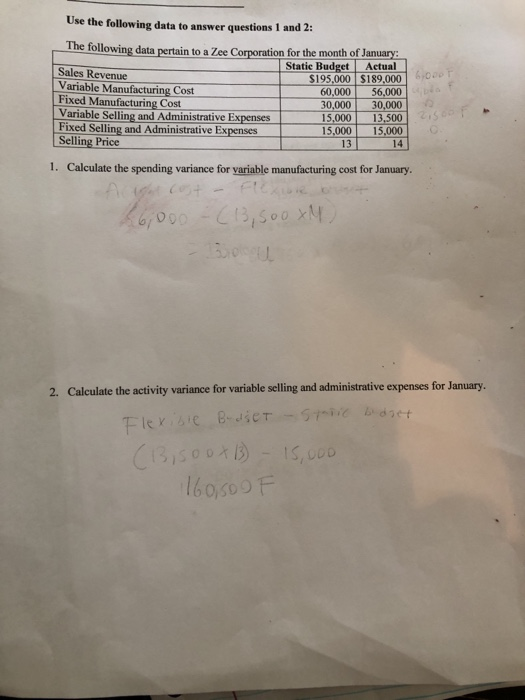 Use the following data to answer questions 1 and 2:
The following data pertain to a Zee Corporation for the month of January:
Static Budget Actual
Sales Revenue $195,000 $189,000
Variable Manufacturing Cost 60,000 56,000
Fixed Manufacturing Cost 30,000 30,000
Variable Selling and Administrative Expenses 15,000 13,500
Fixed Selling and Administrative Expenses 15,000 15,000
Selling Price 13 14
1. Calculate the spending variance for variable manufacturing cost for January.
cost -
56,000 - (13,500 x
2. Calculate the activity variance for variable selling and administrative expenses for January.
Flexible Budget - Static budget
(13,500x13) - 15,000
160,500 F